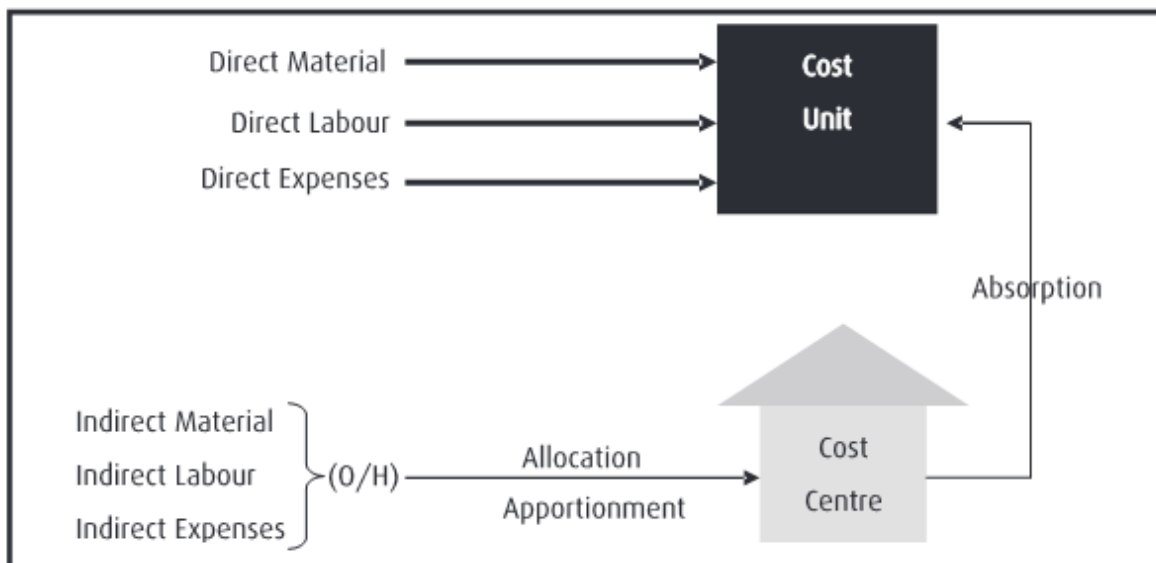 Direct Material
Direct Labour
Direct Expenses
Cost
Unit
Absorption
Indirect Material
Indirect Labour
Indirect Expenses
(O/H)
Allocation
Apportionment
Cost
Centre